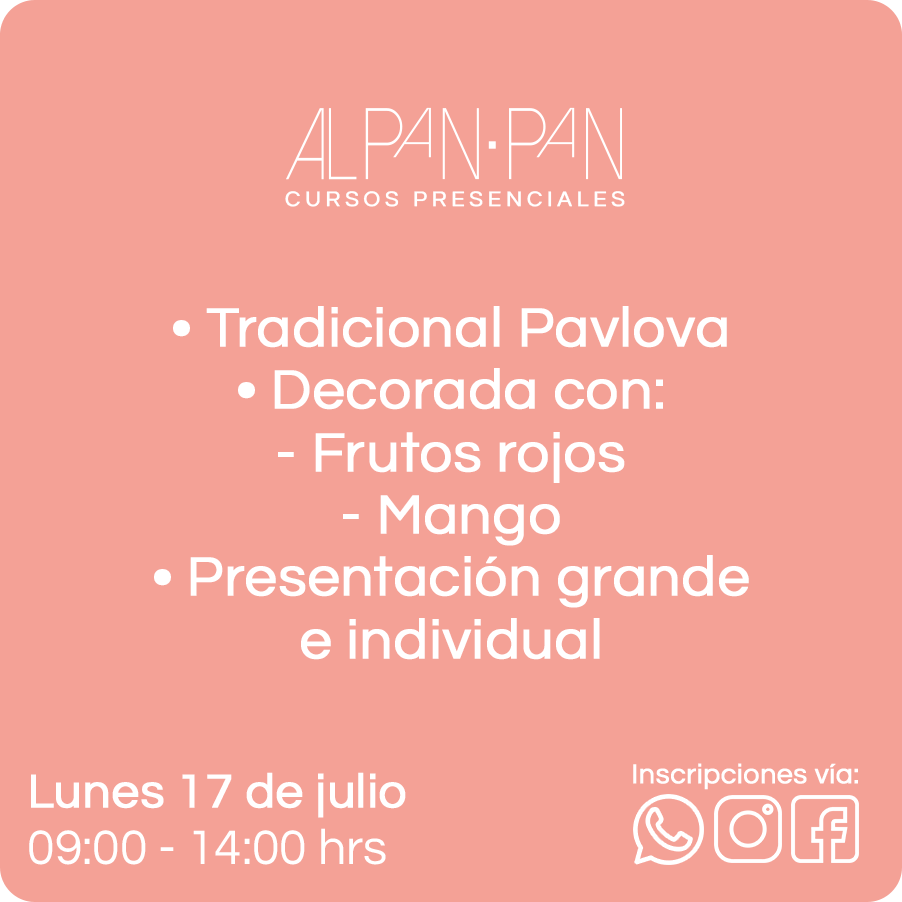 ALPAN·PAN
CURSOS PRESENCIALES
• Tradicional Pavlova
• Decorada con:
- Frutos rojos
- Mango
• Presentación grande
e individual
Lunes 17 de julio
09:00 - 14:00 hrs
Inscripciones vía: